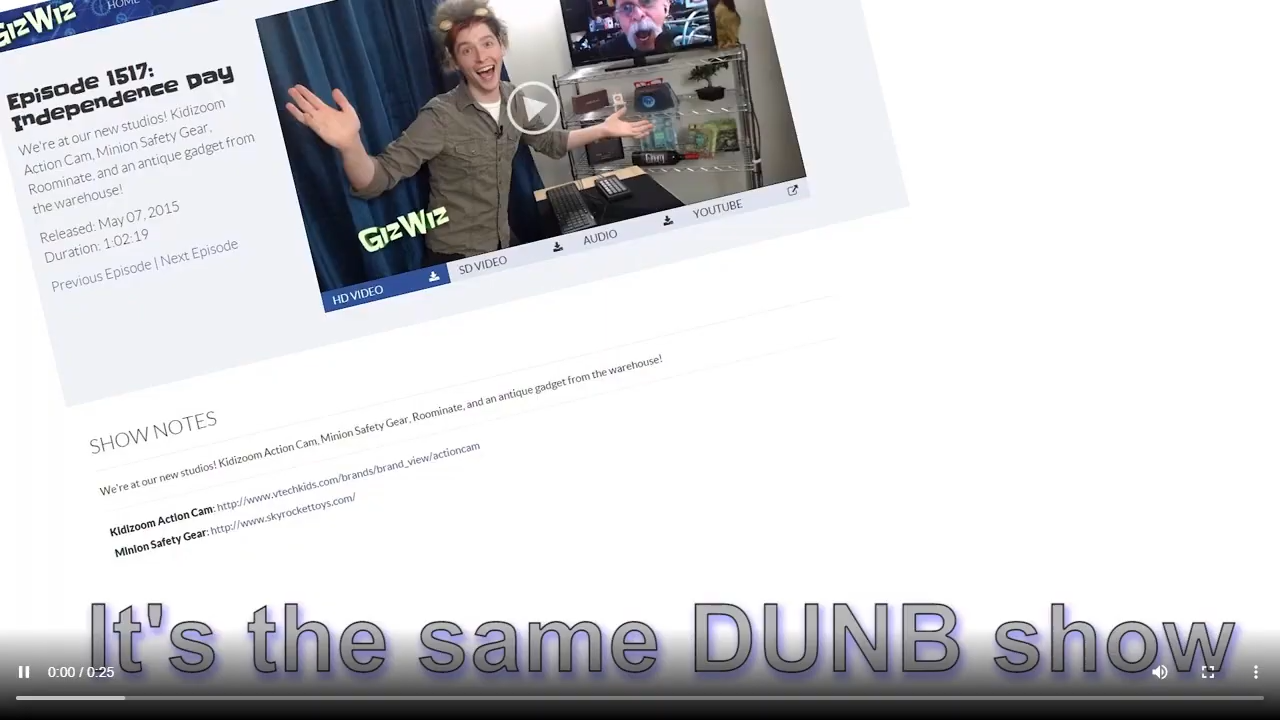 GizWiz
HOME
Episode 1517:
Independence Day
We're at our new studios! Kidizoom
Action Cam, Minion Safety Gear,
Roominate, and an antique gadget from
the warehouse!
Released: May 07, 2015
Duration: 1:02:19
Previous Episode | Next Episode
GizWiz
HD VIDEO
SD VIDEO
AUDIO
YOUTUBE
SHOW NOTES
We're at our new studios! Kidizoom Action Cam, Minion Safety Gear, Roominate, and an antique gadget from the warehouse!
Kidizoom Action Cam: http://www.vtechkids.com/brands/brand_view/actioncam
Minion Safety Gear: http://www.skyrockettoys.com/
It's the same DUNB show
0:00 / 0:25